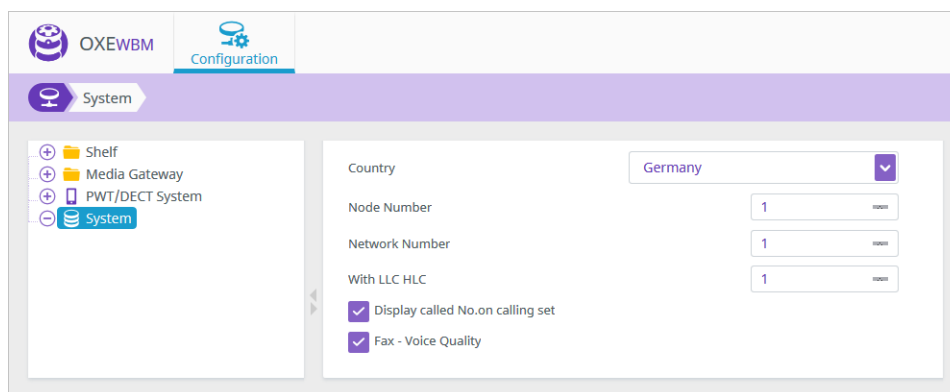 OXEWBM
Configuration
System
Shelf
Media Gateway
PWT/DECT System
System
Country
Germany
Node Number
1
Network Number
1
With LLC HLC
1
Display called No.on calling set
Fax - Voice Quality